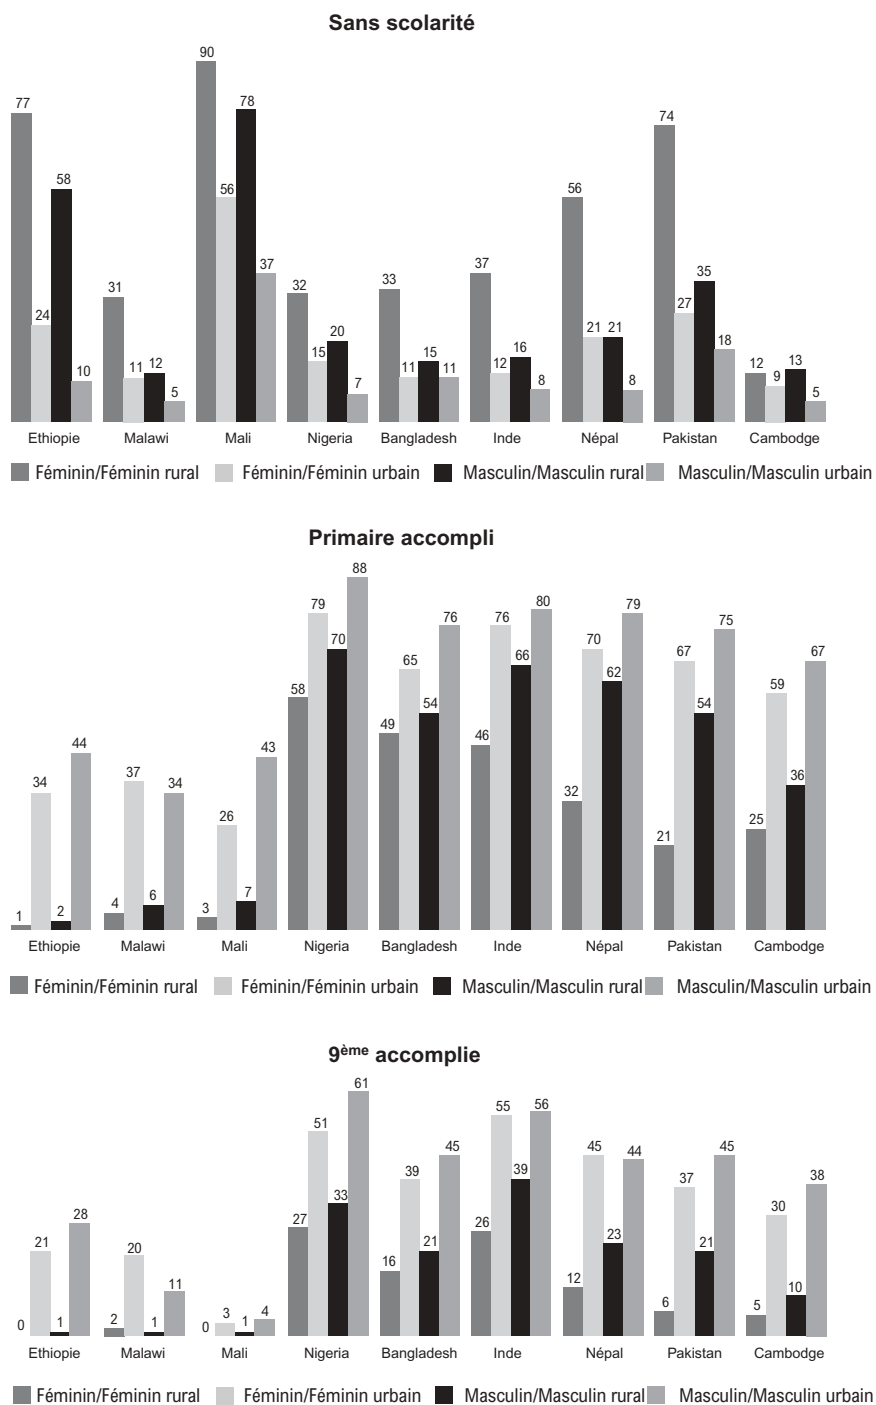 Sans scolarité
77 24 58 10
31 11 12 5
90 56 78 37
32 15 20 7
33 11 15 11
37 12 16 8
56 21 21 8
74 27 35 18
12 9 13 5
Ethiopie Malawi Mali Nigeria Bangladesh Inde Népal Pakistan Cambodge
Féminin/Féminin rural Féminin/Féminin urbain Masculin/Masculin rural Masculin/Masculin urbain
Primaire accompli
1 34 2 44
4 37 6 34
3 26 7 43
58 79 70 88
49 65 54 76
46 76 66 80
32 70 62 79
21 67 54 75
25 59 36 67
Ethiopie Malawi Mali Nigeria Bangladesh Inde Népal Pakistan Cambodge
Féminin/Féminin rural Féminin/Féminin urbain Masculin/Masculin rural Masculin/Masculin urbain
9ème accomplie
0 21 1 28
2 20 1 11
0 3 1 4
27 51 33 61
16 39 21 45
26 55 39 56
12 45 23 44
6 37 21 45
5 30 10 38
Ethiopie Malawi Mali Nigeria Bangladesh Inde Népal Pakistan Cambodge
Féminin/Féminin rural Féminin/Féminin urbain Masculin/Masculin rural Masculin/Masculin urbain